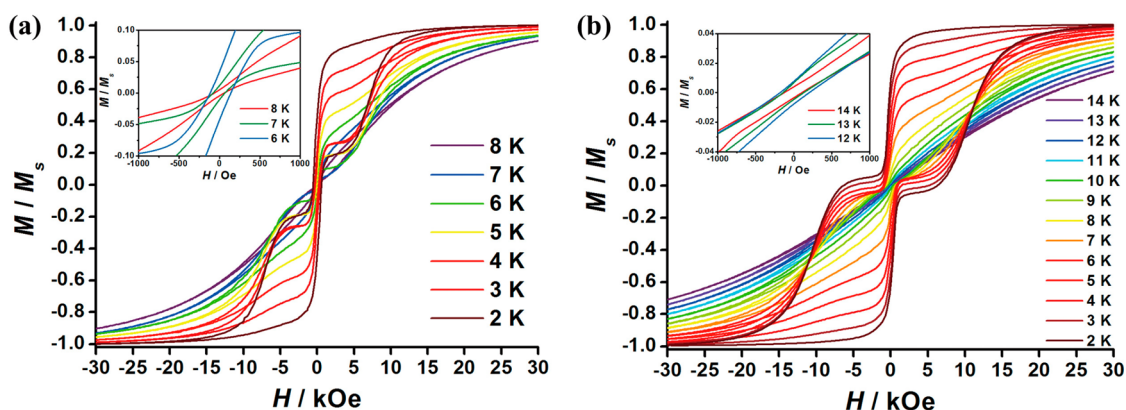 (a)
M / Ms
1.0
0.8
0.6
0.4
0.2
0.0
-0.2
-0.4
-0.6
-0.8
-1.0
-30 -25 -20 -15 -10 -5 0 5 10 15 20 25 30
H / kOe
M / Ms
0.10
0.05
0.00
-0.05
-0.10
-1000 -500 0 500 1000
H / Oe
8 K
7 K
6 K
8 K
7 K
6 K
5 K
4 K
3 K
2 K
(b)
M / Ms
1.0
0.8
0.6
0.4
0.2
0.0
-0.2
-0.4
-0.6
-0.8
-1.0
-30 -25 -20 -15 -10 -5 0 5 10 15 20 25 30
H / kOe
M / Ms
0.04
0.02
0.00
-0.02
-0.04
-1000 -500 0 500 1000
H / Oe
14 K
13 K
12 K
14 K
13 K
12 K
11 K
10 K
9 K
8 K
7 K
6 K
5 K
4 K
3 K
2 K